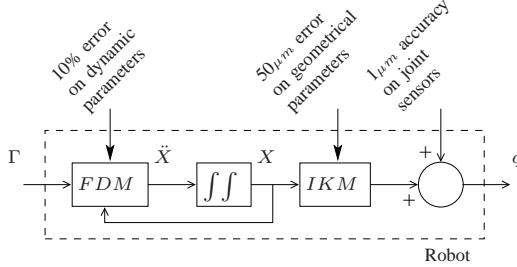 10% error
on dynamic
parameters
50μm error
on geometrical
parameters
1μm accuracy
on joint
sensors
Γ
FDM
Ẍ
∫∫
X
IKM
+
+
q
Robot